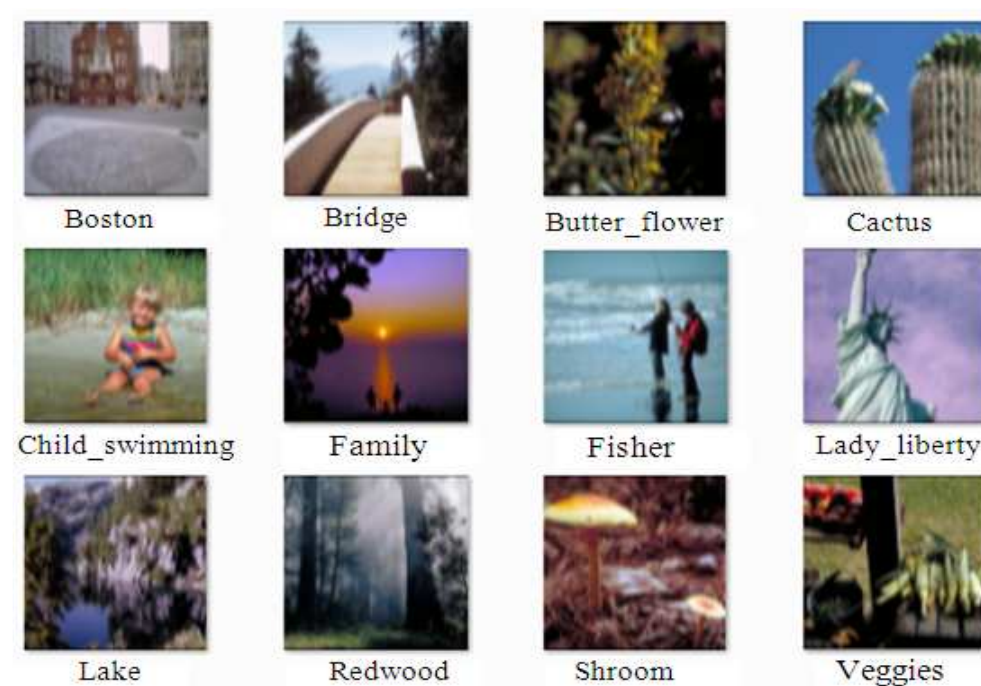 Boston Bridge Butter_flower Cactus
Child_swimming Family Fisher Lady_liberty
Lake Redwood Shroom Veggies